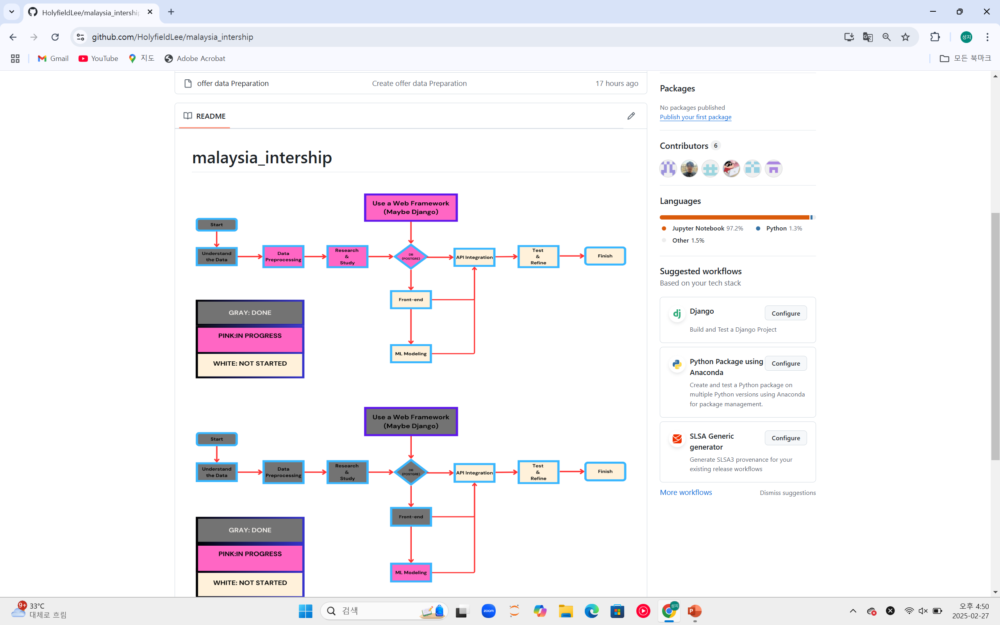 HolyfieldLee/malaysia_intership
github.com/HolyfieldLee/malaysia_intership
성지
Gmail
YouTube
지도
Adobe Acrobat
모든 북마크
offer data Preparation
Create offer data Preparation
17 hours ago
README
malaysia_intership
Use a Web Framework
(Maybe Django)
Start
Understand
the Data
Data
Preprocessing
Research
&
Study
DB
(POSTGRE)
API Integration
Test
&
Refine
Finish
Front-end
ML Modeling
GRAY: DONE
PINK:IN PROGRESS
WHITE: NOT STARTED
Use a Web Framework
(Maybe Django)
Start
Understand
the Data
Data
Preprocessing
Research
&
Study
DB
(POSTGRE)
API Integration
Test
&
Refine
Finish
Front-end
ML Modeling
GRAY: DONE
PINK:IN PROGRESS
WHITE: NOT STARTED
Packages
No packages published
Publish your first package
Contributors 6
Languages
Jupyter Notebook 97.2%
Python 1.3%
Other 1.5%
Suggested workflows
Based on your tech stack
dj
Django
Configure
Build and Test a Django Project
Python Package using
Anaconda
Configure
Create and test a Python package on
multiple Python versions using Anaconda
for package management.
SLSA Generic
generator
Configure
Generate SLSA3 provenance for your
existing release workflows
More workflows
Dismiss suggestions
9+
33°C
대체로 흐림
검색
zoom
성지
P
오후 4:50
2025-02-27